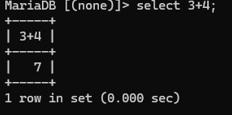 MariaDB [(none)]> select 3+4;
+-----+
| 3+4 |
+-----+
|   7 |
+-----+
1 row in set (0.000 sec)